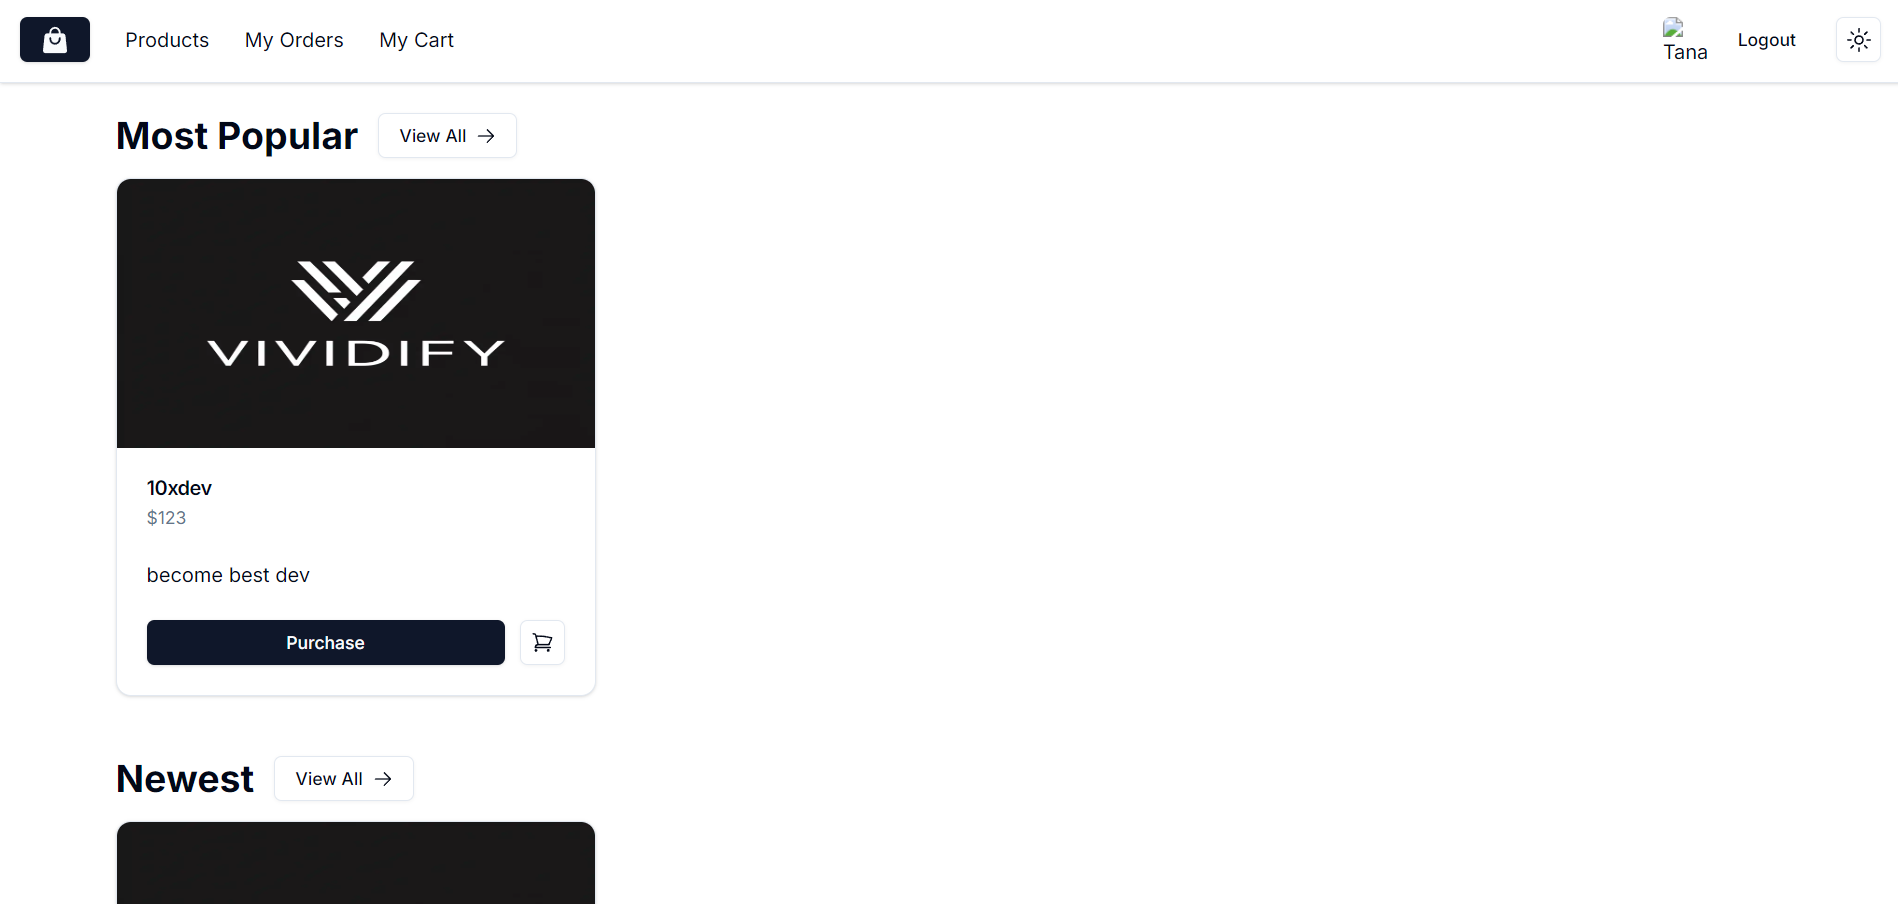 Products
My Orders
My Cart
Tana
Logout
Most Popular
View All
VIVIDIFY
10xdev
$123
become best dev
Purchase
Newest
View All